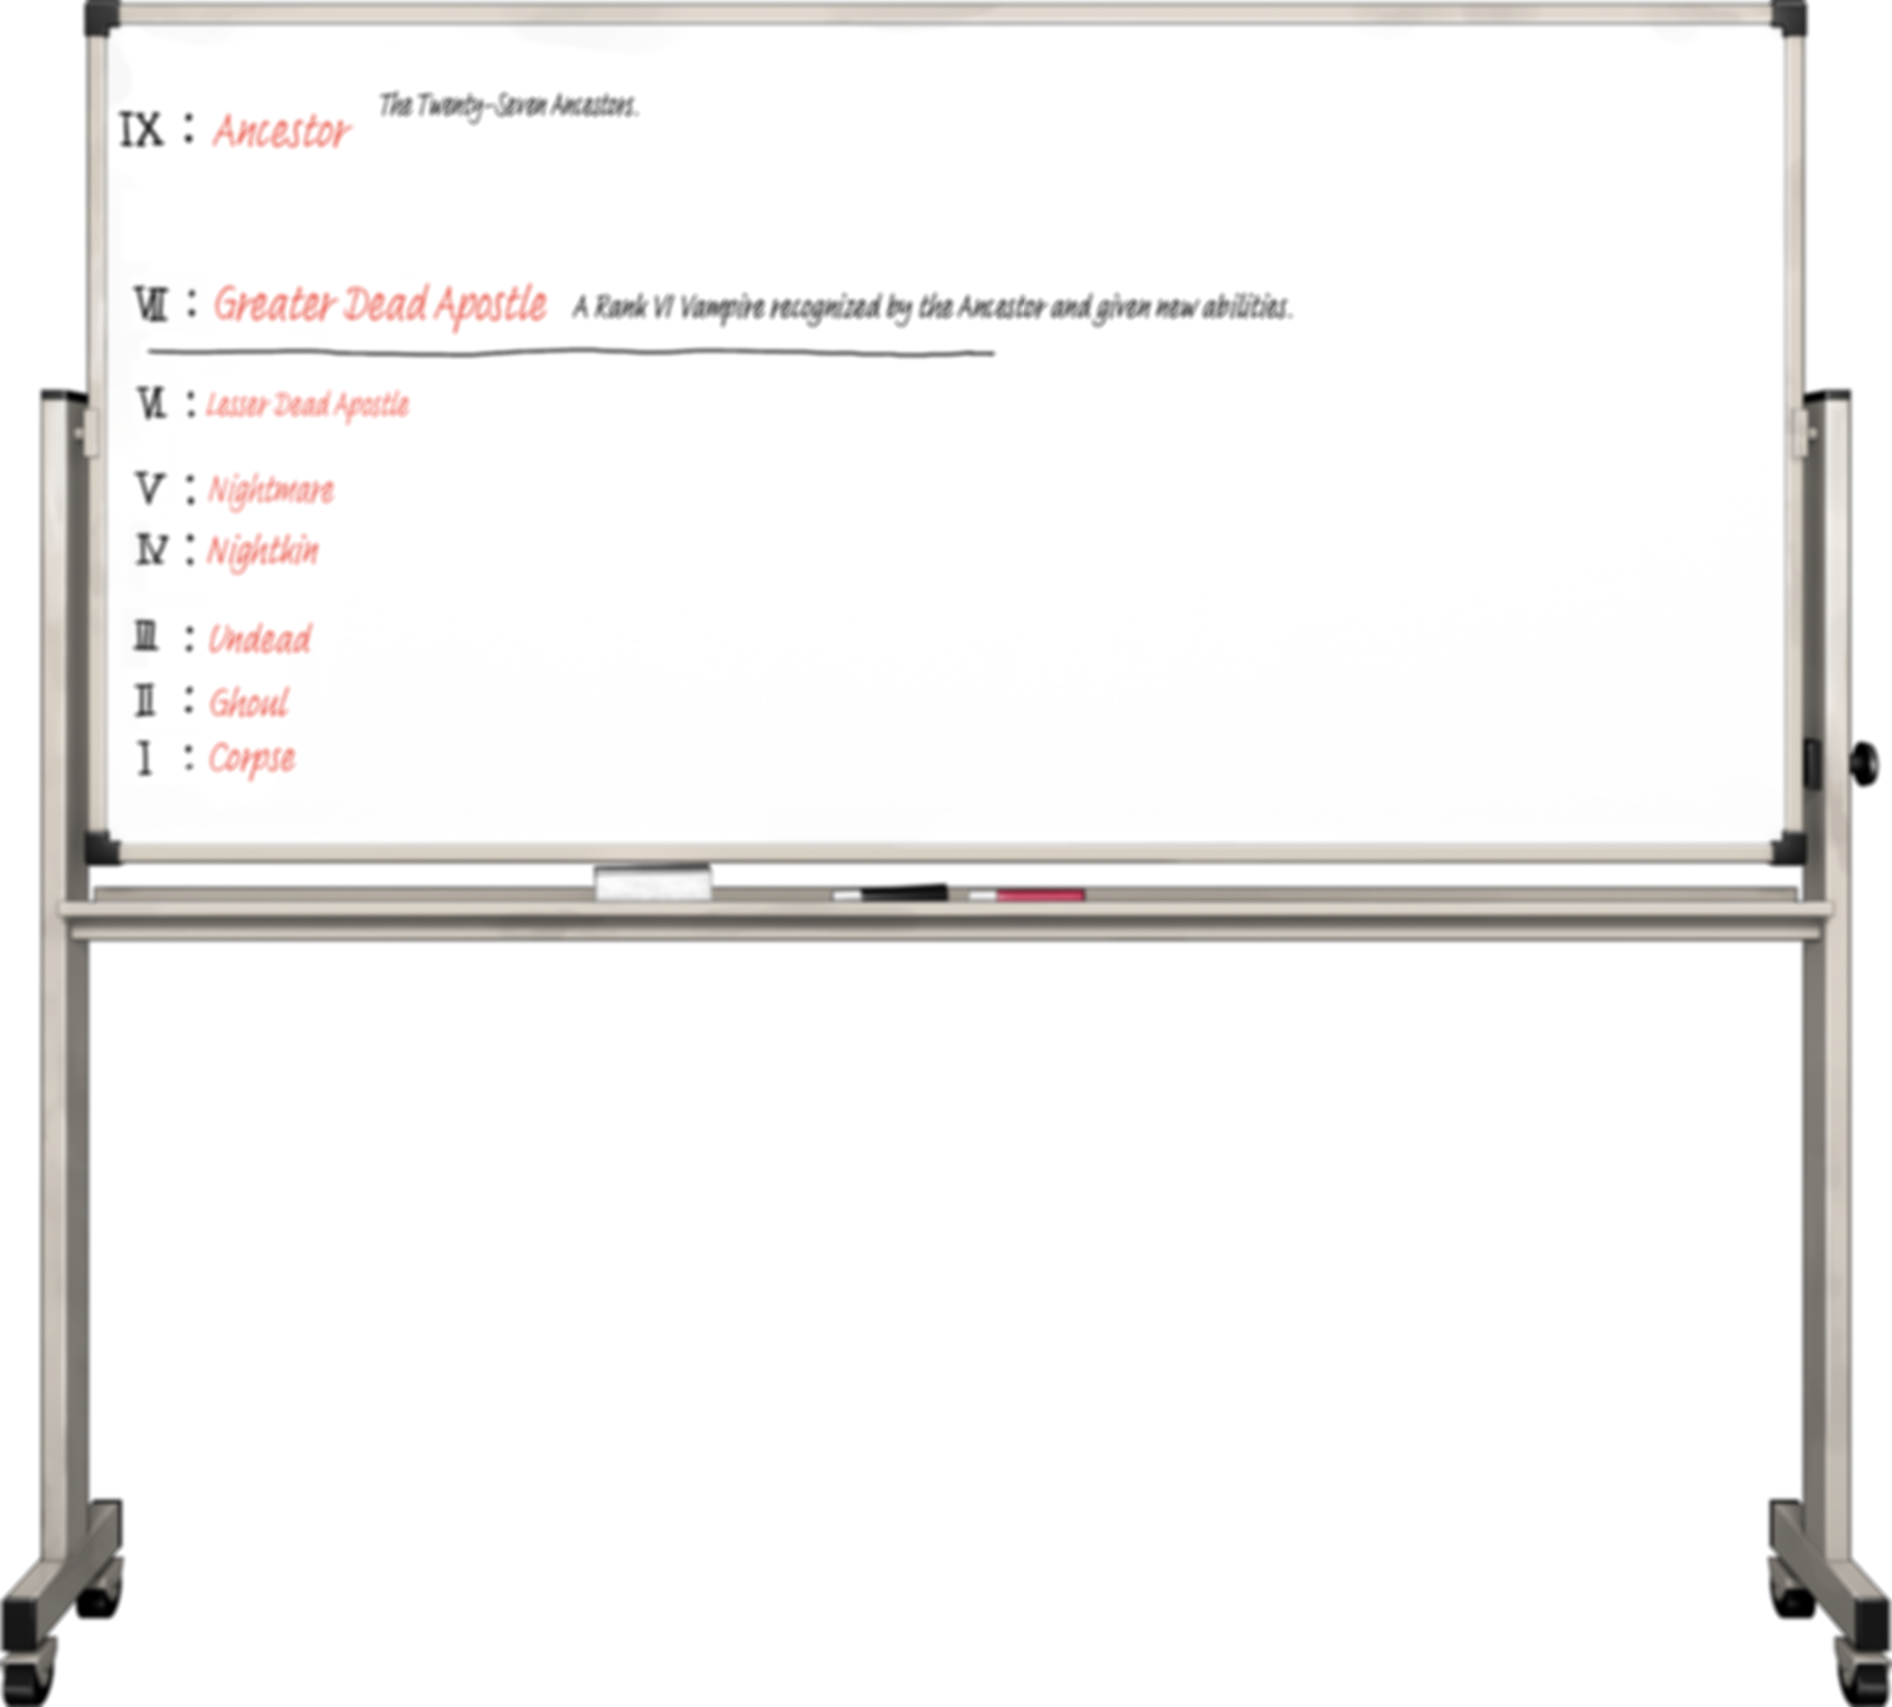 IX : Ancestor The Twenty-Seven Ancestors.
VII : Greater Dead Apostle A Rank VI Vampire recognized by the Ancestor and given new abilities.
VI : Lesser Dead Apostle
V : Nightmare
IV : Nightkin
III : Undead
II : Ghoul
I : Corpse